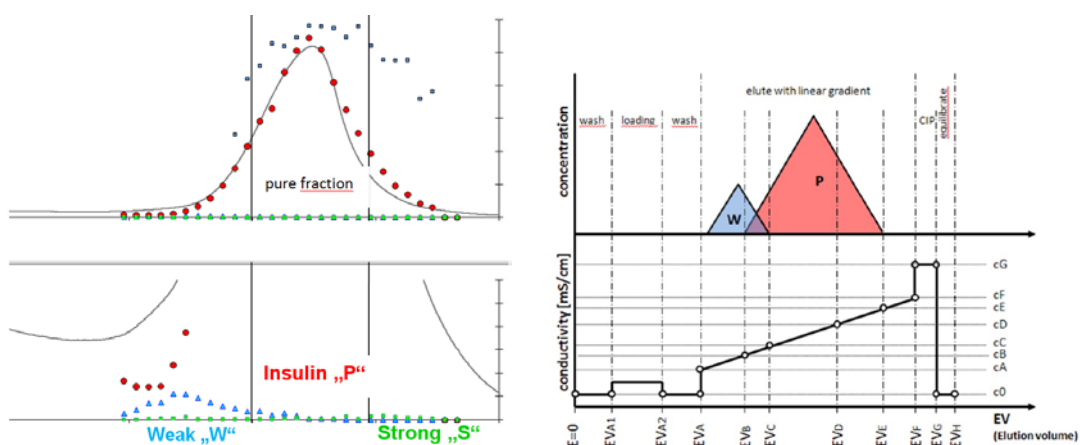 pure fraction
Insulin „P“
Weak „W“
Strong „S“
elute with linear gradient
wash
loading
wash
CIP
equilibrate
concentration
W
P
conductivity [mS/cm]
cG
cF
cE
cD
cC
cB
cA
c0
E=0
EVA1
EVA2
EVA
EVB
EVC
EVD
EVE
EVF
EVG
EVH
EV
(Elution volume)